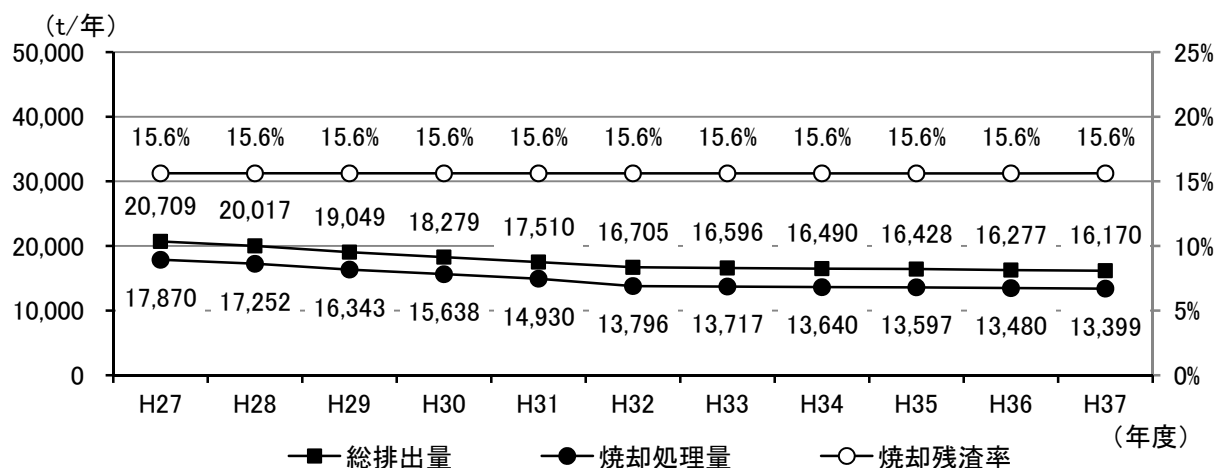 (t/年)
50,000 25%
40,000 20%
15.6% 15.6% 15.6% 15.6% 15.6% 15.6% 15.6% 15.6% 15.6% 15.6% 15.6%
30,000 15%
20,709 20,017 19,049 18,279 17,510 16,705 16,596 16,490 16,428 16,277 16,170
20,000 10%
17,870 17,252 16,343 15,638 14,930 13,796 13,717 13,640 13,597 13,480 13,399
10,000 5%
0 0%
H27 H28 H29 H30 H31 H32 H33 H34 H35 H36 H37
(年度)
総排出量 焼却処理量 焼却残渣率